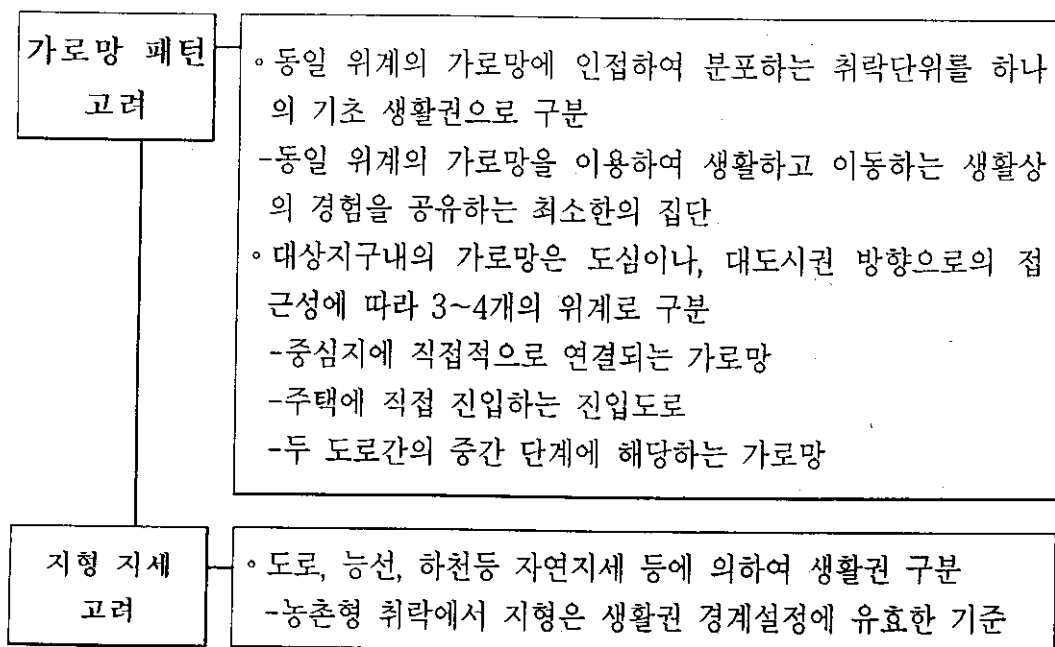 가로망 패턴
고려
◦동일 위계의 가로망에 인접하여 분포하는 취락단위를 하나
의 기초 생활권으로 구분
-동일 위계의 가로망을 이용하여 생활하고 이동하는 생활상
의 경험을 공유하는 최소한의 집단
◦대상지구내의 가로망은 도심이나, 대도시권 방향으로의 접
근성에 따라 3~4개의 위계로 구분
-중심지에 직접적으로 연결되는 가로망
-주택에 직접 진입하는 진입도로
-두 도로간의 중간 단계에 해당하는 가로망
지형 지세
고려
◦도로, 능선, 하천등 자연지세 등에 의하여 생활권 구분
-농촌형 취락에서 지형은 생활권 경계설정에 유효한 기준